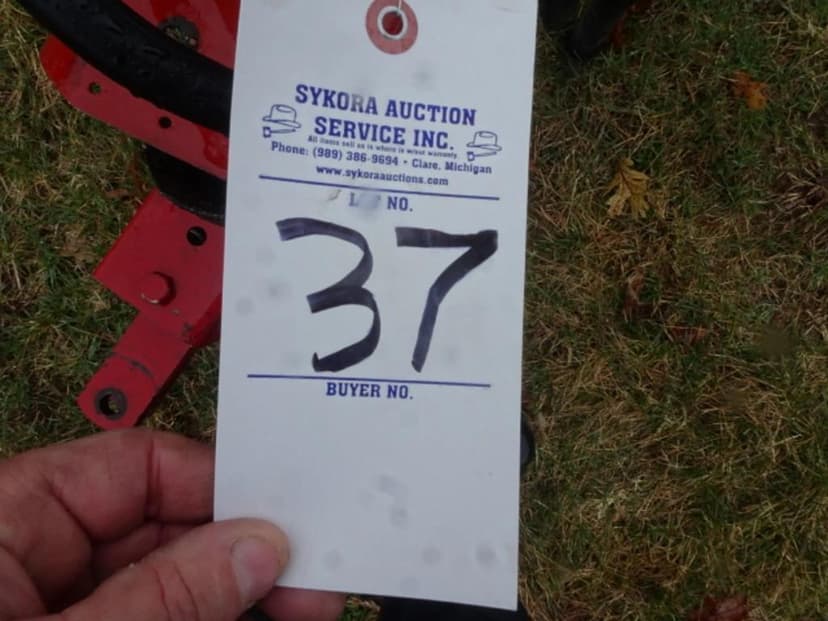 SYKORA AUCTION
SERVICE INC.
All items sell as is where is w/out warranty.
Phone: (989) 386-9694 • Clare, Michigan
www.sykoraauctions.com
LOT NO.
37
BUYER NO.